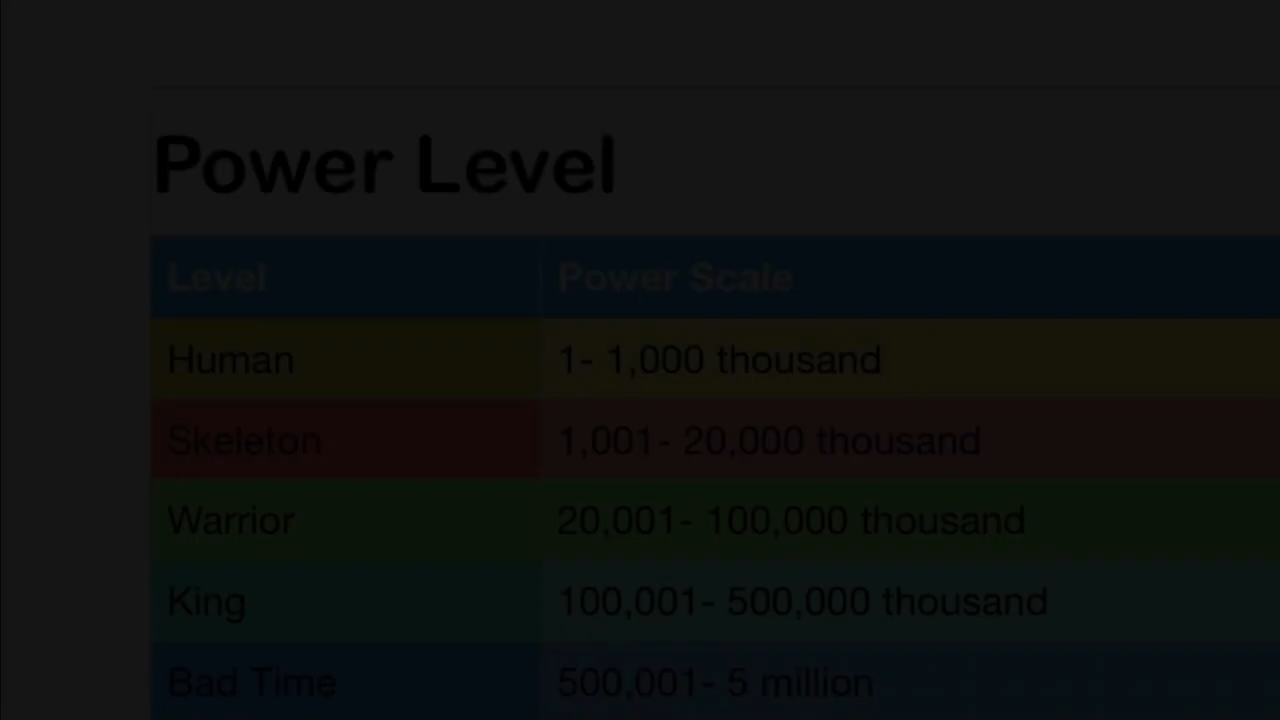 Power Level
Level Power Scale
Human 1- 1,000 thousand
Skeleton 1,001- 20,000 thousand
Warrior 20,001- 100,000 thousand
King 100,001- 500,000 thousand
Bad Time 500,001- 5 million